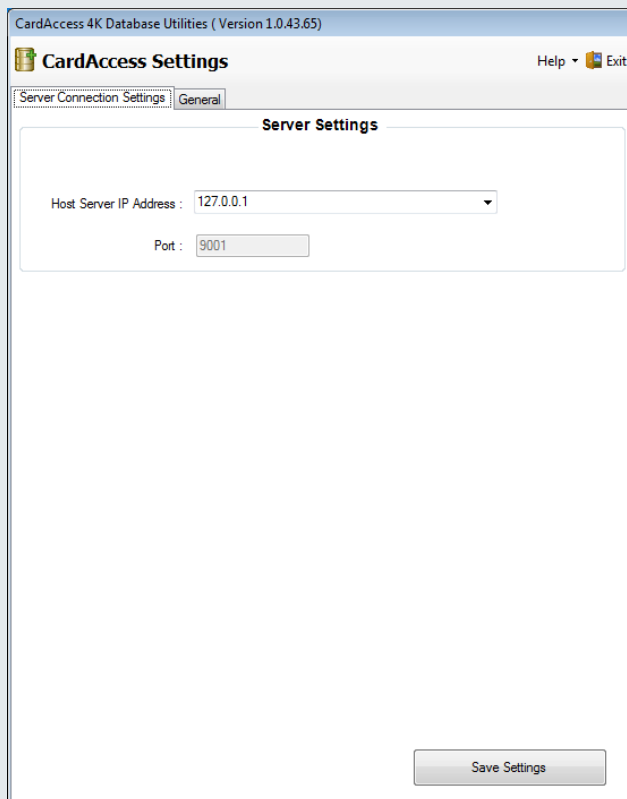 CardAccess 4K Database Utilities ( Version 1.0.43.65)
CardAccess Settings Help Exit
Server Connection Settings General
Server Settings
Host Server IP Address : 127.0.0.1
Port : 9001
Save Settings